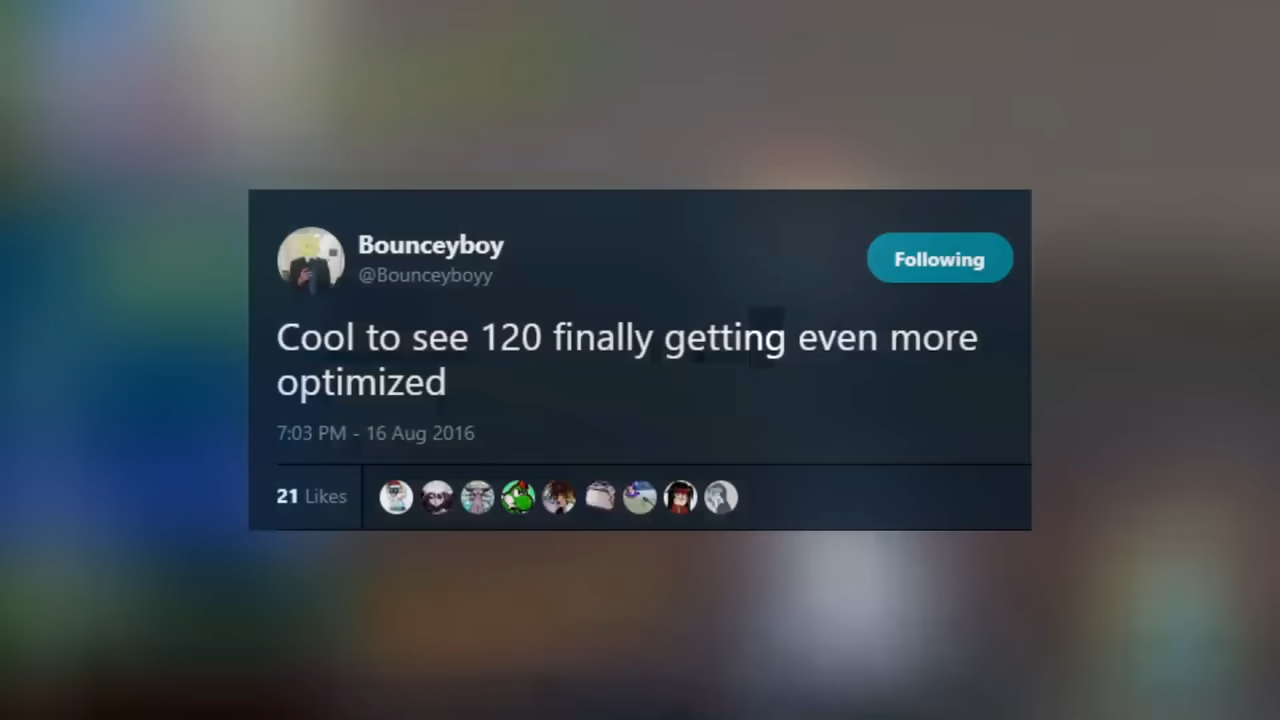 Bounceyboy
@Bounceyboyy
Following
Cool to see 120 finally getting even more
optimized
7:03 PM - 16 Aug 2016
21 Likes